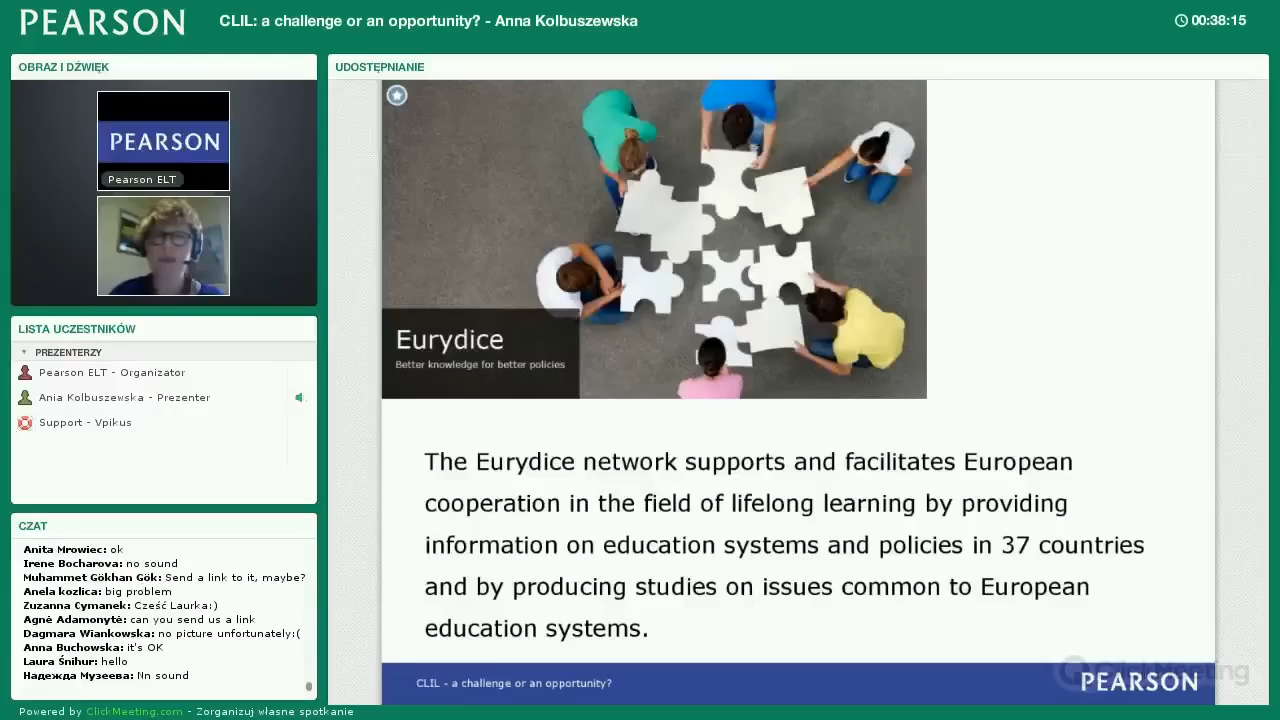 PEARSON
CLIL: a challenge or an opportunity? - Anna Kolbuszewska
00:38:15
OBRAZ I DŹWIĘK
PEARSON
Pearson ELT
LISTA UCZESTNIKÓW
PREZENTERZY
Pearson ELT - Organizator
Ania Kolbuszewska - Prezenter
Support - Vpikus
CZAT
Anita Mrowiec: ok
Irene Bocharova: no sound
Muhammet Gökhan Gök: Send a link to it, maybe?
Anela kozlica: big problem
Zuzanna Cymanek: Cześć Laurka:)
Agnė Adamonytė: can you send us a link
Dagmara Wiankowska: no picture unfortunately:(
Anna Buchowska: it's OK
Laura Śnihur: hello
Надежда Музеева: Nn sound
Powered by ClickMeeting.com - Zorganizuj własne spotkanie
UDOSTĘPNIANIE
Eurydice
Better knowledge for better policies
The Eurydice network supports and facilitates European
cooperation in the field of lifelong learning by providing
information on education systems and policies in 37 countries
and by producing studies on issues common to European
education systems.
CLIL - a challenge or an opportunity?
ClickMeeting
PEARSON